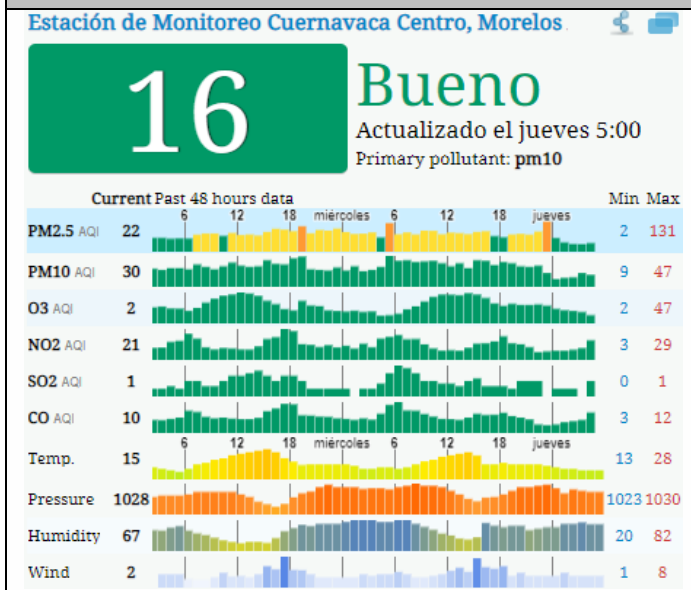 Estación de Monitoreo Cuernavaca Centro, Morelos.
16
Bueno
Actualizado el jueves 5:00
Primary pollutant: pm10
Current Past 48 hours data Min Max
6 12 18 miércoles 6 12 18 jueves
PM2.5 AQI 22 2 131
PM10 AQI 30 9 47
O3 AQI 2 2 47
NO2 AQI 21 3 29
SO2 AQI 1 0 1
CO AQI 10 3 12
6 12 18 miércoles 6 12 18 jueves
Temp. 15 13 28
Pressure 1028 1023 1030
Humidity 67 20 82
Wind 2 1 8